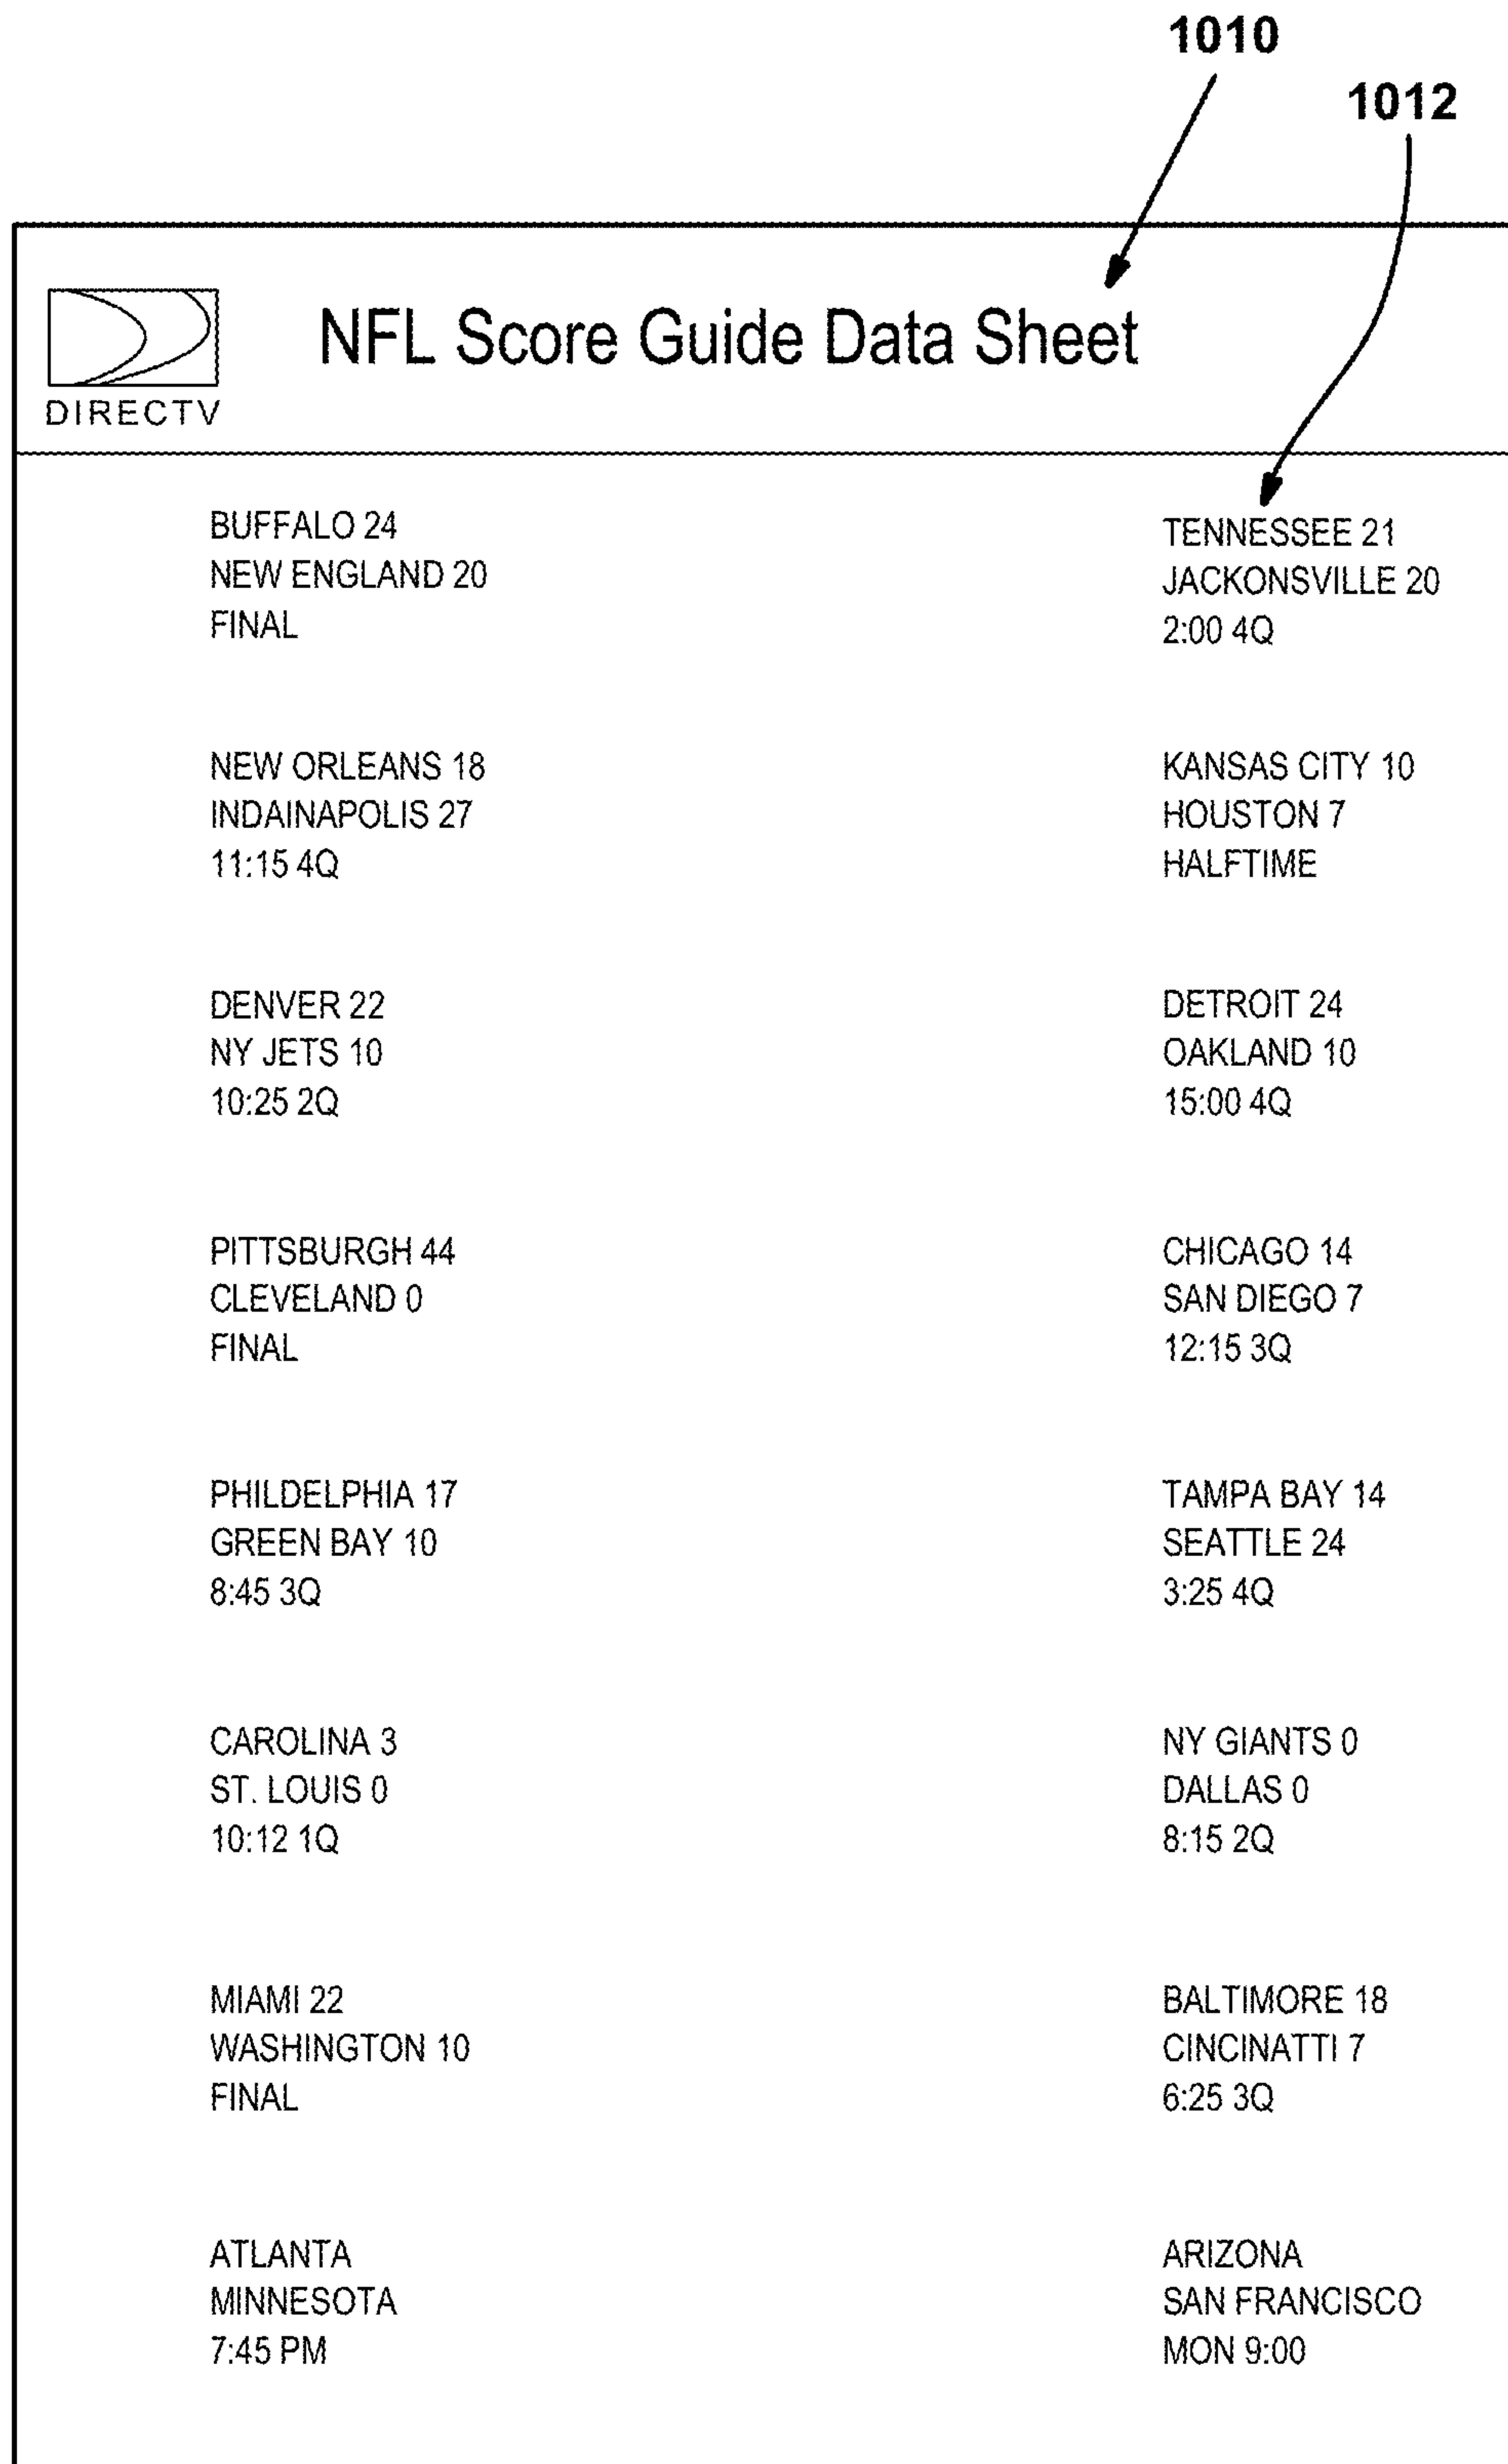 1010
1012
NFL Score Guide Data Sheet
DIRECTV
BUFFALO 24
NEW ENGLAND 20
FINAL
TENNESSEE 21
JACKONSVILLE 20
2:00 4Q
NEW ORLEANS 18
INDAINAPOLIS 27
11:15 4Q
KANSAS CITY 10
HOUSTON 7
HALFTIME
DENVER 22
NY JETS 10
10:25 2Q
DETROIT 24
OAKLAND 10
15:00 4Q
PITTSBURGH 44
CLEVELAND 0
FINAL
CHICAGO 14
SAN DIEGO 7
12:15 3Q
PHILDELPHIA 17
GREEN BAY 10
8:45 3Q
TAMPA BAY 14
SEATTLE 24
3:25 4Q
CAROLINA 3
ST. LOUIS 0
10:12 1Q
NY GIANTS 0
DALLAS 0
8:15 2Q
MIAMI 22
WASHINGTON 10
FINAL
BALTIMORE 18
CINCINATTI 7
6:25 3Q
ATLANTA
MINNESOTA
7:45 PM
ARIZONA
SAN FRANCISCO
MON 9:00